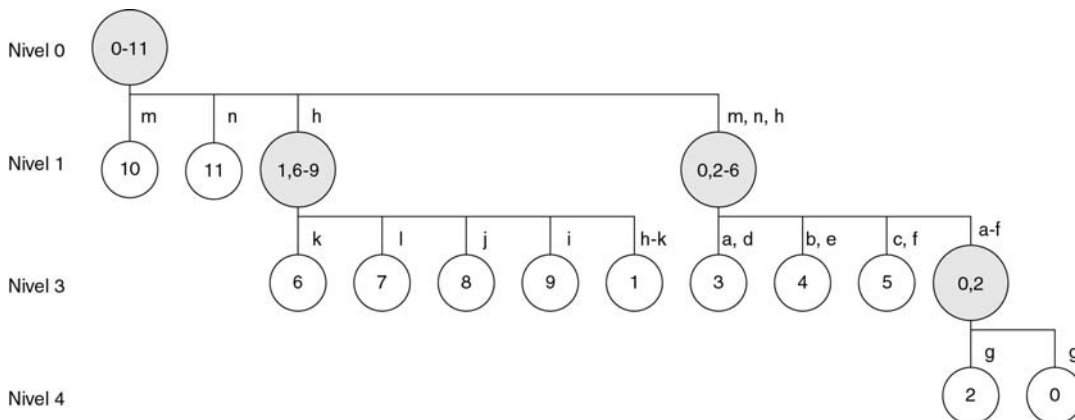 Nivel 0
0-11
m
n
h
m, n, h
Nivel 1
10
11
1,6-9
0,2-6
k
l
j
i
h-k
a, d
b, e
c, f
a-f
Nivel 3
6
7
8
9
1
3
4
5
0,2
g
g
Nivel 4
2
0